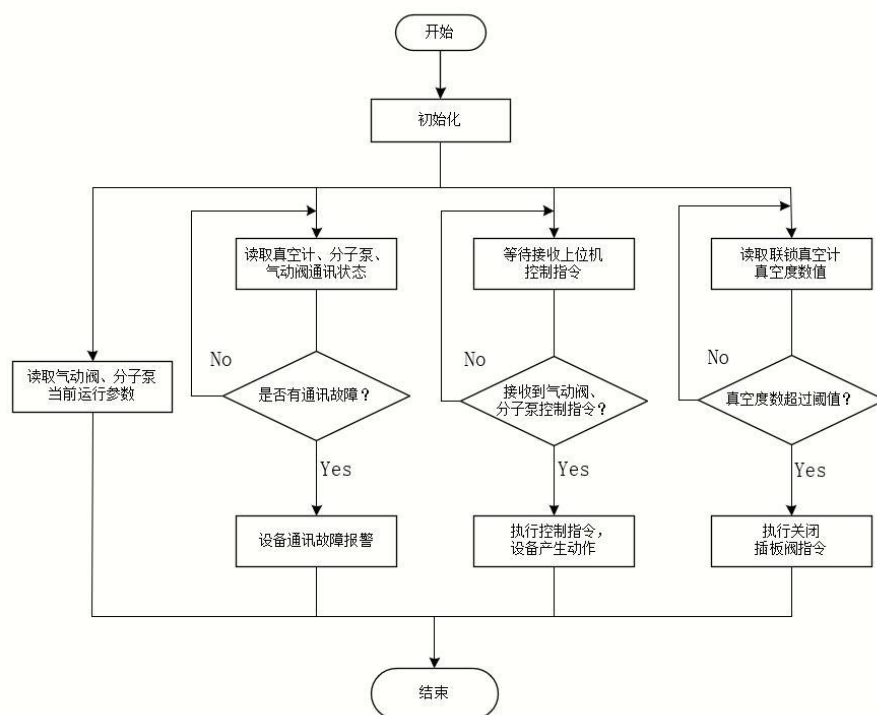 开始
初始化
读取真空计、分子泵、
气动阀通讯状态
等待接收上位机
控制指令
读取联锁真空计
真空度数值
No
No
No
读取气动阀、分子泵
当前运行参数
是否有通讯故障？
接收到气动阀、
分子泵控制指令？
真空度数超过阈值？
Yes
Yes
Yes
设备通讯故障报警
执行控制指令，
设备产生动作
执行关闭
插板阀指令
结束